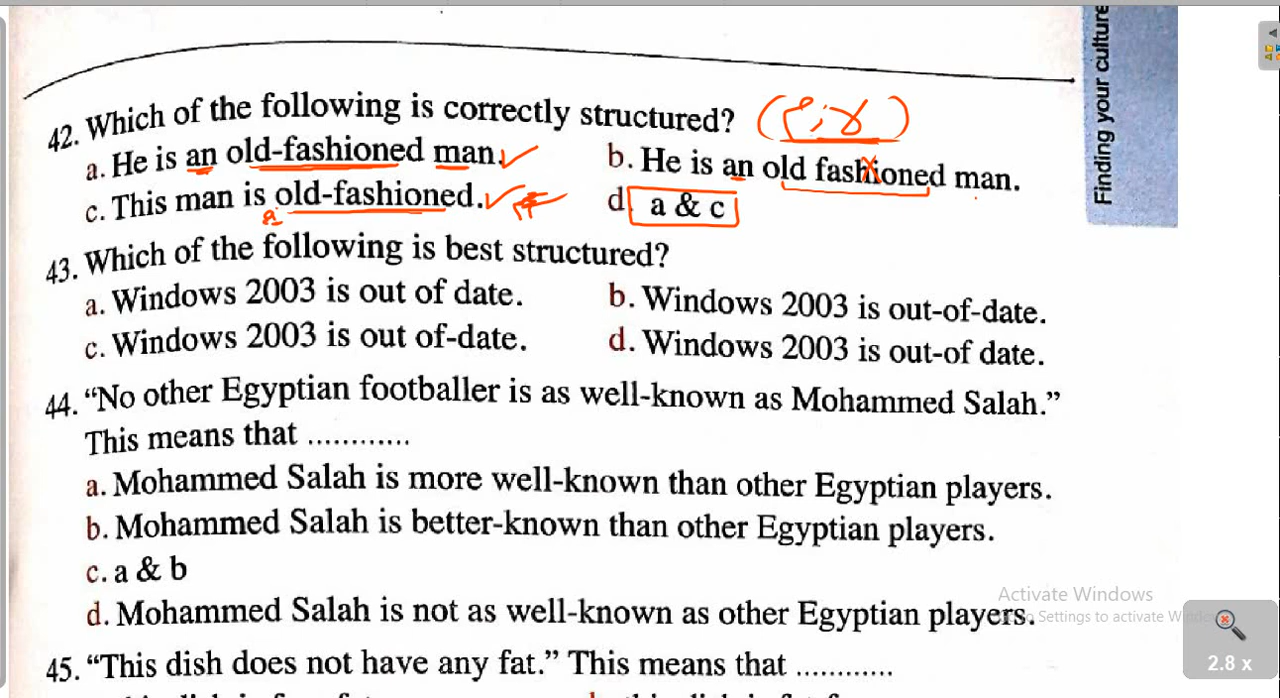 Finding your culture
42. Which of the following is correctly structured?
a. He is an old-fashioned man. b. He is an old fashioned man.
c. This man is old-fashioned. d. a & c
43. Which of the following is best structured?
a. Windows 2003 is out of date. b. Windows 2003 is out-of-date.
c. Windows 2003 is out of-date. d. Windows 2003 is out-of date.
44. “No other Egyptian footballer is as well-known as Mohammed Salah.”
This means that ............
a. Mohammed Salah is more well-known than other Egyptian players.
b. Mohammed Salah is better-known than other Egyptian players.
c. a & b
d. Mohammed Salah is not as well-known as other Egyptian players.
Activate Windows
Settings to activate
45. “This dish does not have any fat.” This means that ............
2.8 x